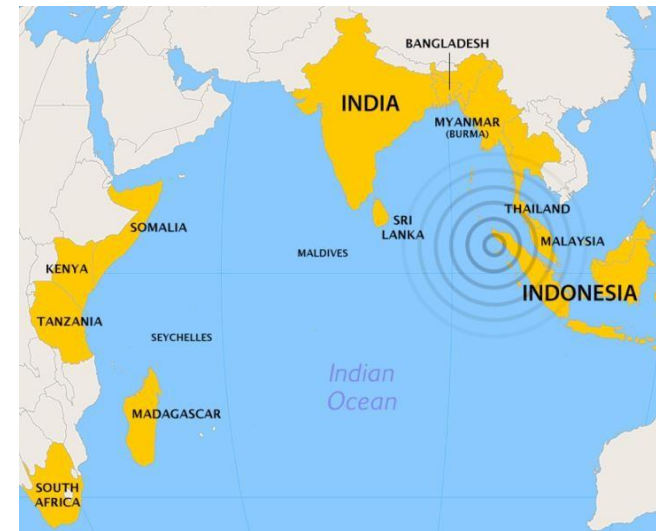 BANGLADESH
INDIA
MYANMAR
(BURMA)
THAILAND
SRI
LANKA
SOMALIA
MALAYSIA
MALDIVES
KENYA
INDONESIA
TANZANIA
SEYCHELLES
Indian
Ocean
MADAGASCAR
SOUTH
AFRICA